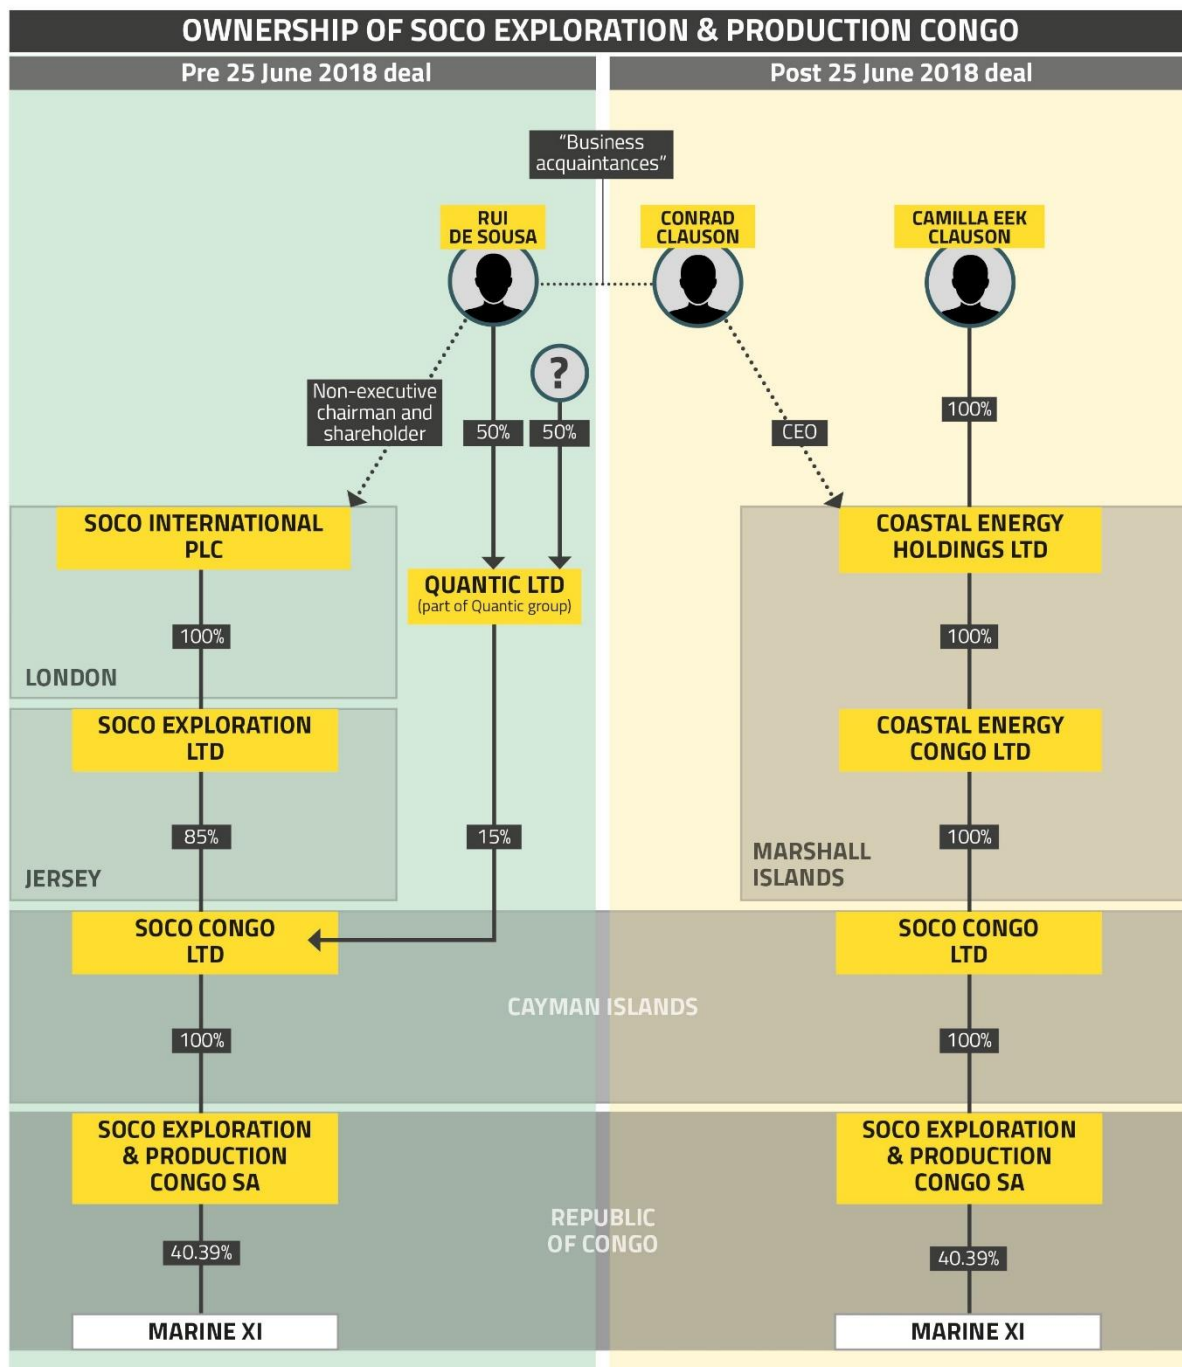 OWNERSHIP OF SOCO EXPLORATION & PRODUCTION CONGO
Pre 25 June 2018 deal
Post 25 June 2018 deal
“Business
acquaintances”
RUI
DE SOUSA
CONRAD
CLAUSON
CAMILLA EEK
CLAUSON
?
Non-executive
chairman and
shareholder
50%
50%
CEO
100%
SOCO INTERNATIONAL
PLC
QUANTIC LTD
(part of Quantic group)
COASTAL ENERGY
HOLDINGS LTD
100%
100%
LONDON
SOCO EXPLORATION
LTD
COASTAL ENERGY
CONGO LTD
85%
15%
100%
JERSEY
MARSHALL
ISLANDS
SOCO CONGO
LTD
SOCO CONGO
LTD
CAYMAN ISLANDS
100%
100%
SOCO EXPLORATION
& PRODUCTION
CONGO SA
SOCO EXPLORATION
& PRODUCTION
CONGO SA
REPUBLIC
OF CONGO
40.39%
40.39%
MARINE XI
MARINE XI